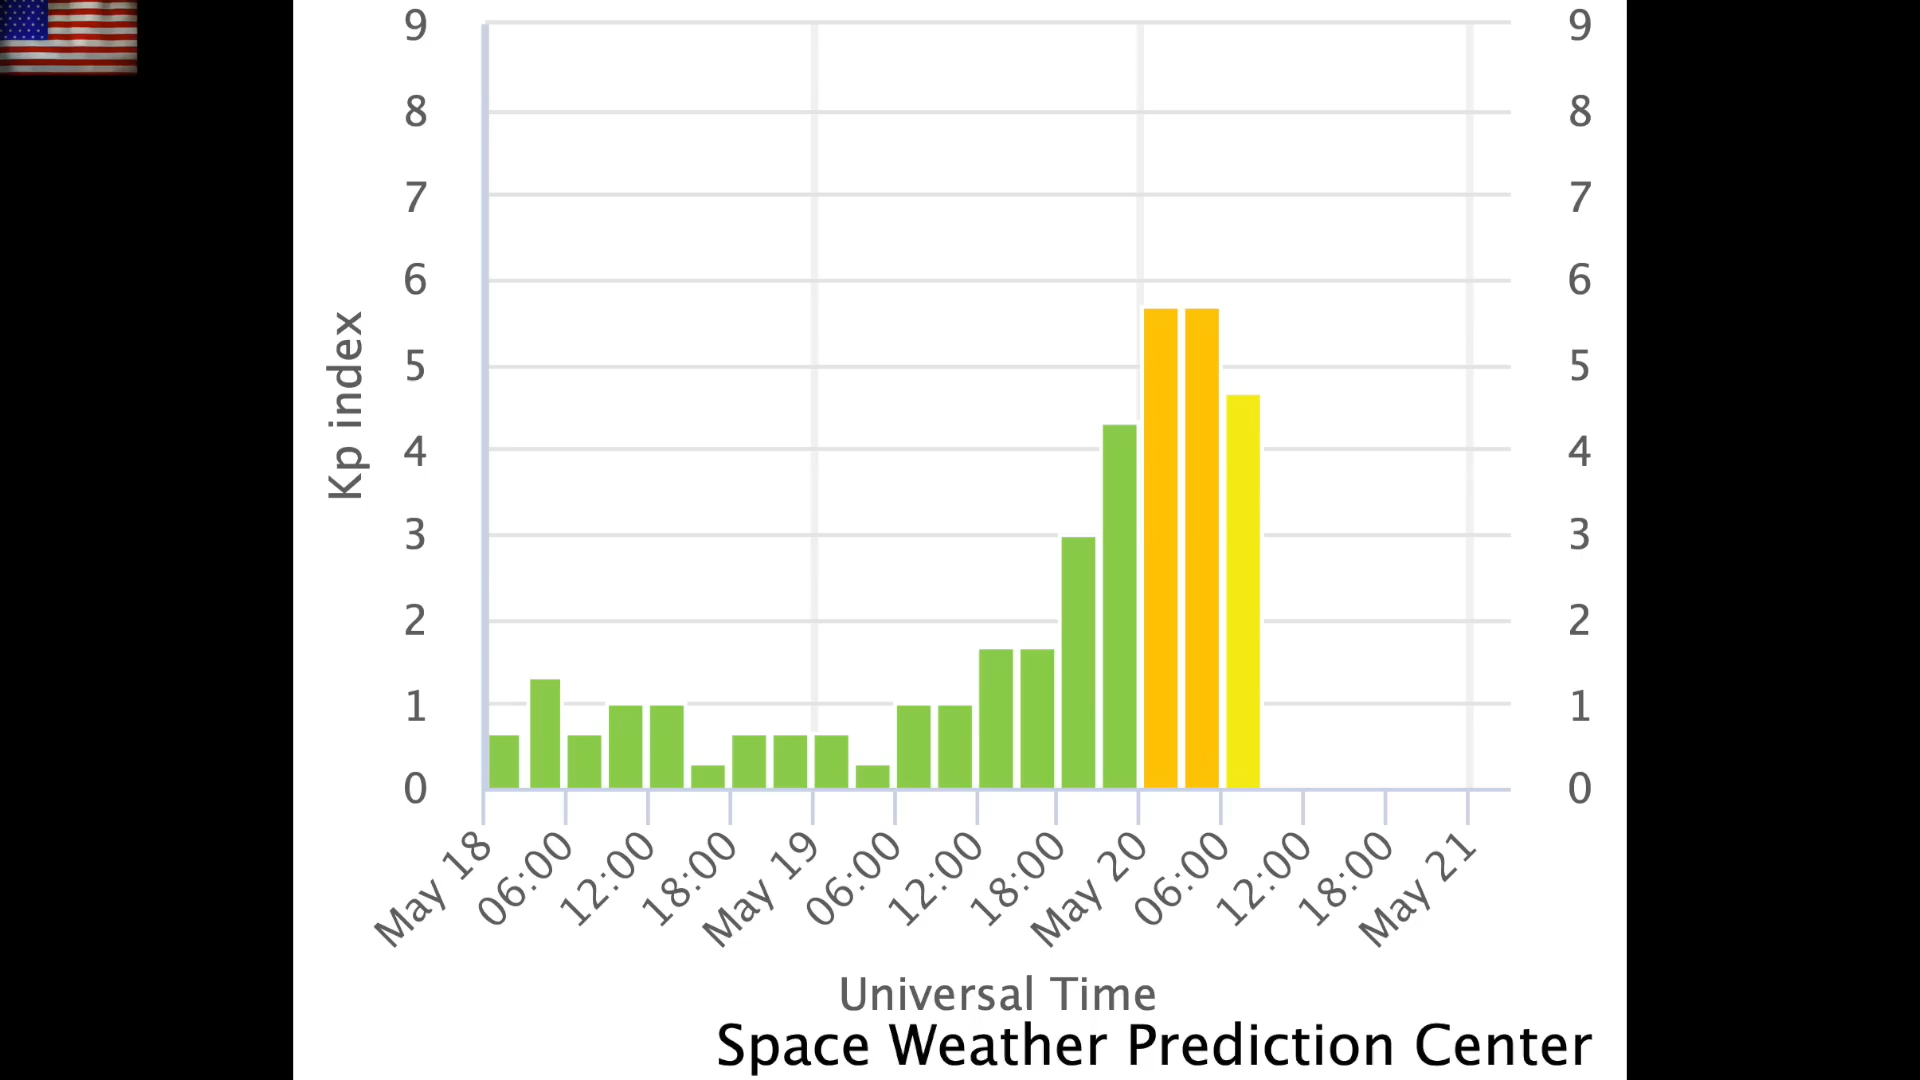 9 9
8 8
7 7
6 6
5 5
4 4
3 3
2 2
1 1
0 0
Kp index
May 18 06:00 12:00 18:00 May 19 06:00 12:00 18:00 May 20 06:00 12:00 18:00 May 21
Universal Time
Space Weather Prediction Center